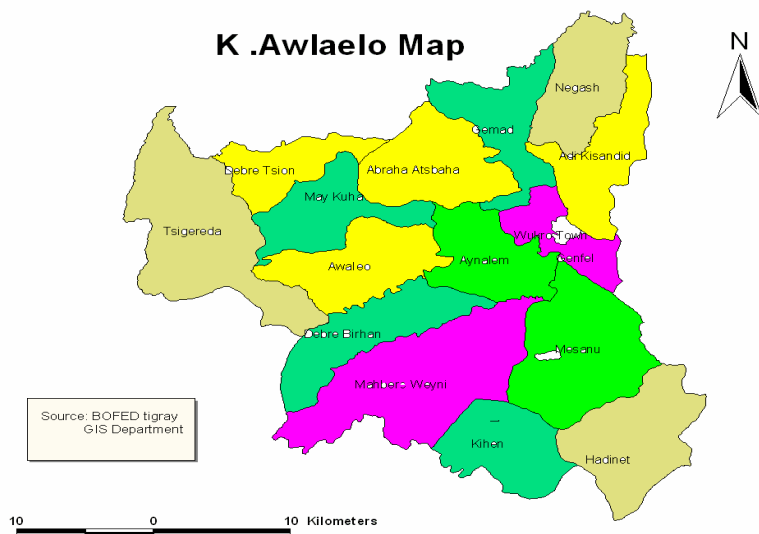 K .Awlaelo Map
N
Negash
Gemad
Adi Kisandid
Debre Tsion
Abraha Atsbaha
May Kuha
Tsigereda
Wukro Town
Aynalem
Genfel
Awaleo
Debre Birhan
Mesanu
Mahbere Weyni
Kihen
Hadinet
Source: BOFED tigray
GIS Department
10 0 10 Kilometers